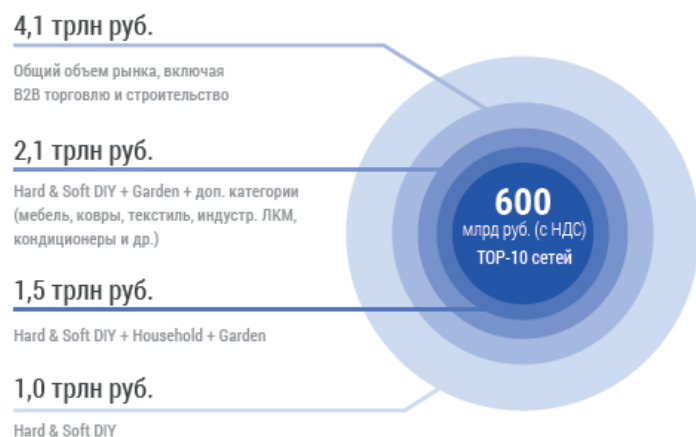 4,1 трлн руб.
Общий объем рынка, включая
B2B торговлю и строительство
2,1 трлн руб.
Hard & Soft DIY + Garden + доп. категории
(мебель, ковры, текстиль, индустр. ЛКМ,
кондиционеры и др.)
1,5 трлн руб.
Hard & Soft DIY + Household + Garden
1,0 трлн руб.
Hard & Soft DIY
600
млрд руб. (с НДС)
TOP-10 сетей